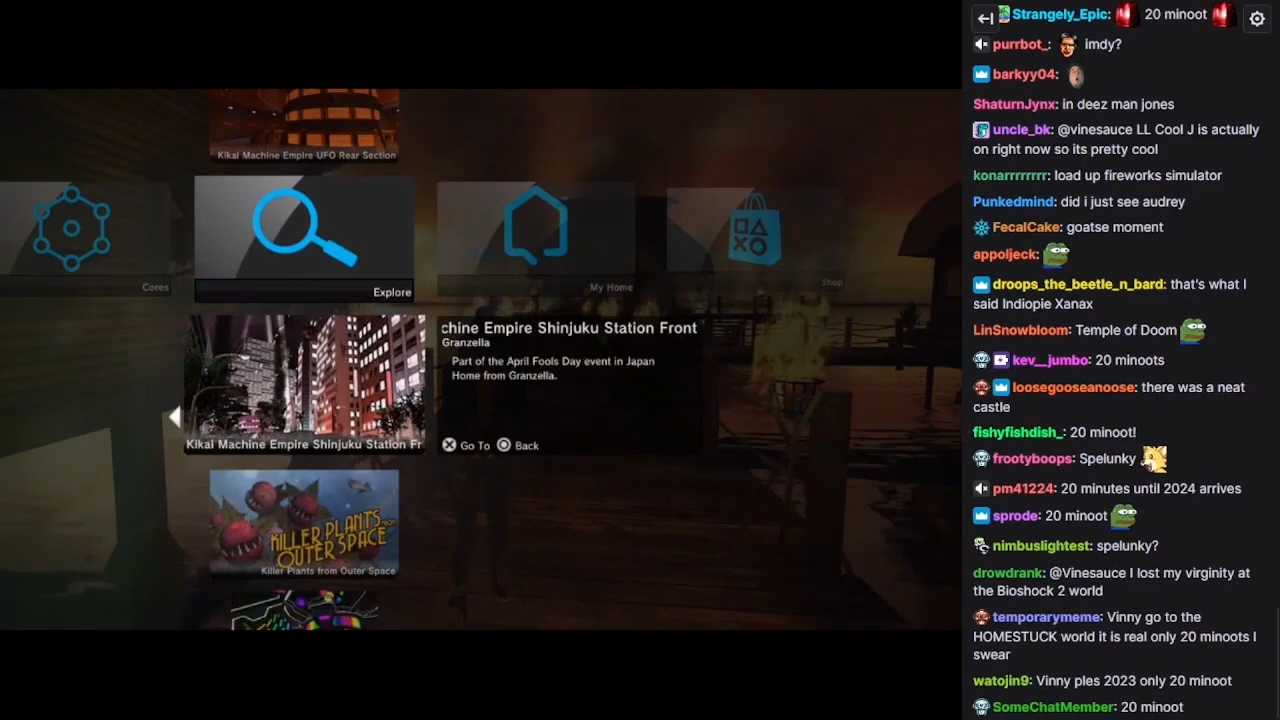 Kikai Machine Empire UFO Rear Section
Cores
Explore
My Home
Shop
chine Empire Shinjuku Station Front
Granzella
Part of the April Fools Day event in Japan
Home from Granzella.
Go To Back
Kikai Machine Empire Shinjuku Station Fr
KILLER PLANTS FROM
OUTER SPACE
Killer Plants from Outer Space
Strangely_Epic: 20 minoot
purrbot_: imdy?
barkyy04:
ShaturnJynx: in deez man jones
uncle_bk: @vinesauce LL Cool J is actually
on right now so its pretty cool
konarrrrrrrr: load up fireworks simulator
Punkedmind: did i just see audrey
FecalCake: goatse moment
appoljeck:
droops_the_beetle_n_bard: that's what I
said Indiopie Xanax
LinSnowbloom: Temple of Doom
kev__jumbo: 20 minoots
loosegooseanoose: there was a neat
castle
fishyfishdish_: 20 minoot!
frootyboops: Spelunky
pm41224: 20 minutes until 2024 arrives
sprode: 20 minoot
nimbuslightest: spelunky?
drowdrank: @Vinesauce I lost my virginity at
the Bioshock 2 world
temporarymeme: Vinny go to the
HOMESTUCK world it is real only 20 minoots I
swear
watojin9: Vinny ples 2023 only 20 minoot
SomeChatMember: 20 minoot